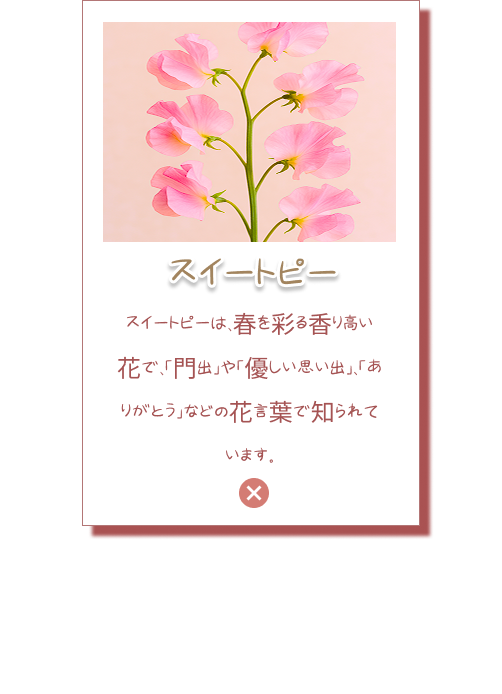 スイートピー
スイートピーは、春を彩る香り高い
花で、「門出」や「優しい思い出」、「あ
りがとう」などの花言葉で知られて
います。